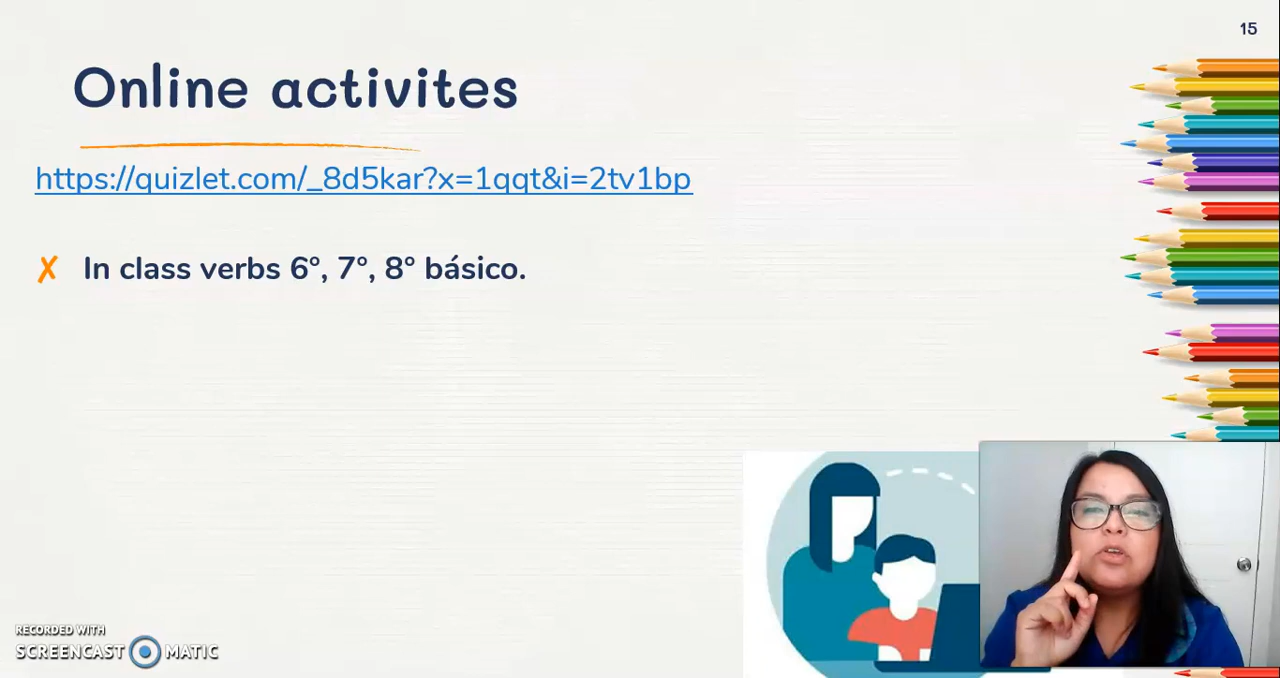 15
Online activites
https://quizlet.com/_8d5kar?x=1qqt&i=2tv1bp
✗ In class verbs 6°, 7°, 8° básico.
RECORDED WITH
SCREENCAST MATIC